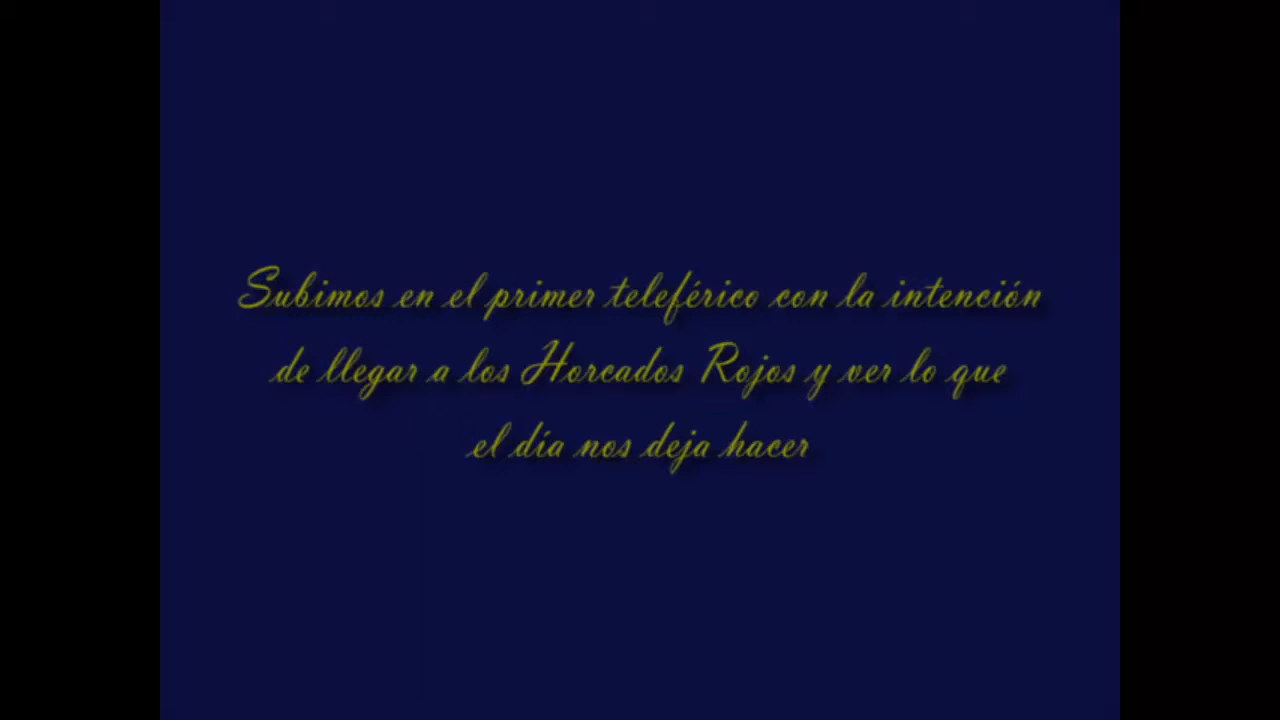 Subimos en el primer teleférico con la intención
de llegar a los Horcados Rojos y ver lo que
el día nos deja hacer